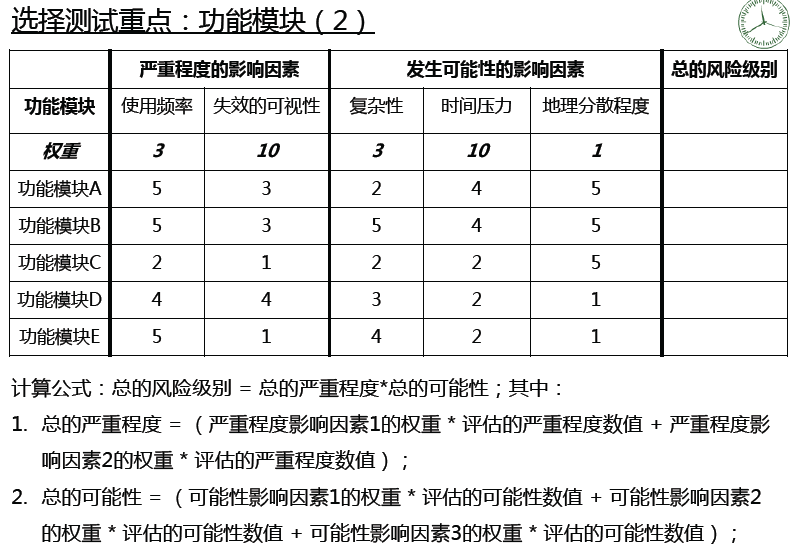 选择测试重点：功能模块（2）
严重程度的影响因素 发生可能性的影响因素 总的风险级别
功能模块 使用频率 失效的可视性 复杂性 时间压力 地理分散程度
权重 3 10 3 10 1
功能模块A 5 3 2 4 5
功能模块B 5 3 5 4 5
功能模块C 2 1 2 2 5
功能模块D 4 4 3 2 1
功能模块E 5 1 4 2 1
计算公式：总的风险级别 = 总的严重程度*总的可能性；其中：
1. 总的严重程度 = （严重程度影响因素1的权重 * 评估的严重程度数值 + 严重程度影
响因素2的权重 * 评估的严重程度数值）；
2. 总的可能性 = （可能性影响因素1的权重 * 评估的可能性数值 + 可能性影响因素2
的权重 * 评估的可能性数值 + 可能性影响因素3的权重 * 评估的可能性数值）；